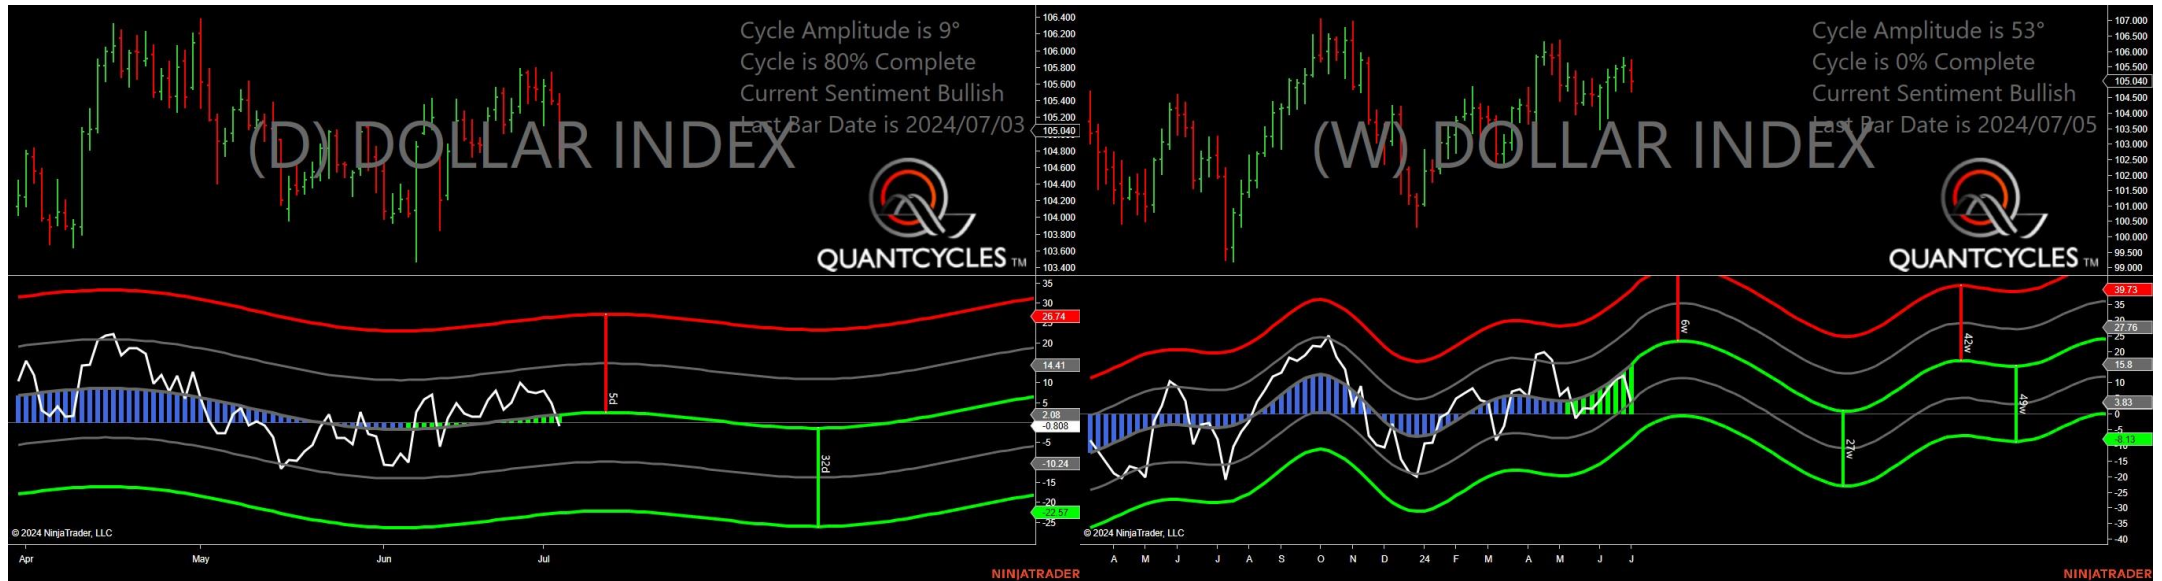 Cycle Amplitude is 9°
Cycle is 80% Complete
Current Sentiment Bullish
Last Bar Date is 2024/07/03
(D) DOLLAR INDEX
QUANTCYCLES TM
106.400
106.200
106.000
105.800
105.600
105.400
105.200
105.040
104.800
104.600
104.400
104.200
104.000
103.800
103.600
103.400
35
30
26.74
20
14.41
10
5
2.08
-0.808
-5
-10.24
-15
-20
-22.57
-25
5d
32d
© 2024 NinjaTrader, LLC
Apr May Jun Jul
NINJATRADER
Cycle Amplitude is 53°
Cycle is 0% Complete
Current Sentiment Bullish
Last Bar Date is 2024/07/05
(W) DOLLAR INDEX
QUANTCYCLES TM
107.000
106.500
106.000
105.500
105.040
104.500
104.000
103.500
103.000
102.500
102.000
101.500
101.000
100.500
100.000
99.500
99.000
39.73
35
30
27.76
25
20
15.8
10
3.83
0
-5
-8.13
-10
-15
-20
-25
-30
-35
-40
6w
42w
27w
49w
© 2024 NinjaTrader, LLC
A M J J A S O N D 24 F M A M J J
NINJATRADER